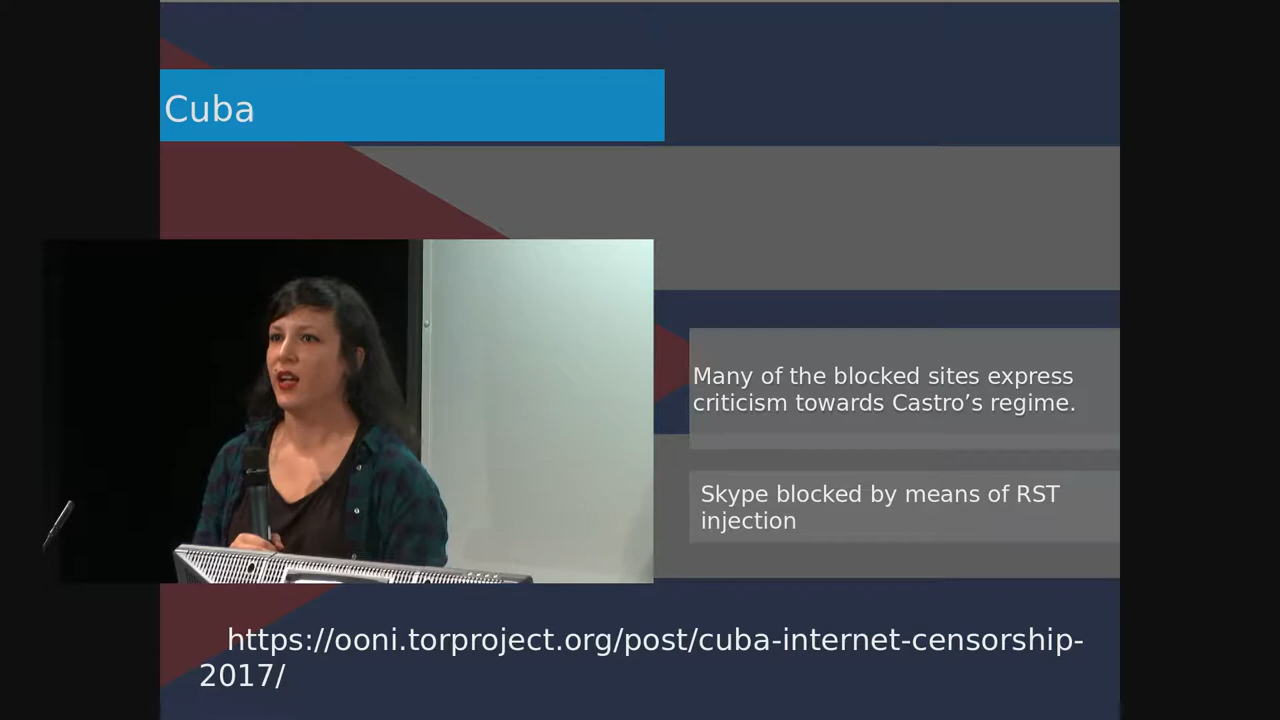 Cuba
Many of the blocked sites express
criticism towards Castro’s regime.
Skype blocked by means of RST
injection
https://ooni.torproject.org/post/cuba-internet-censorship-
2017/